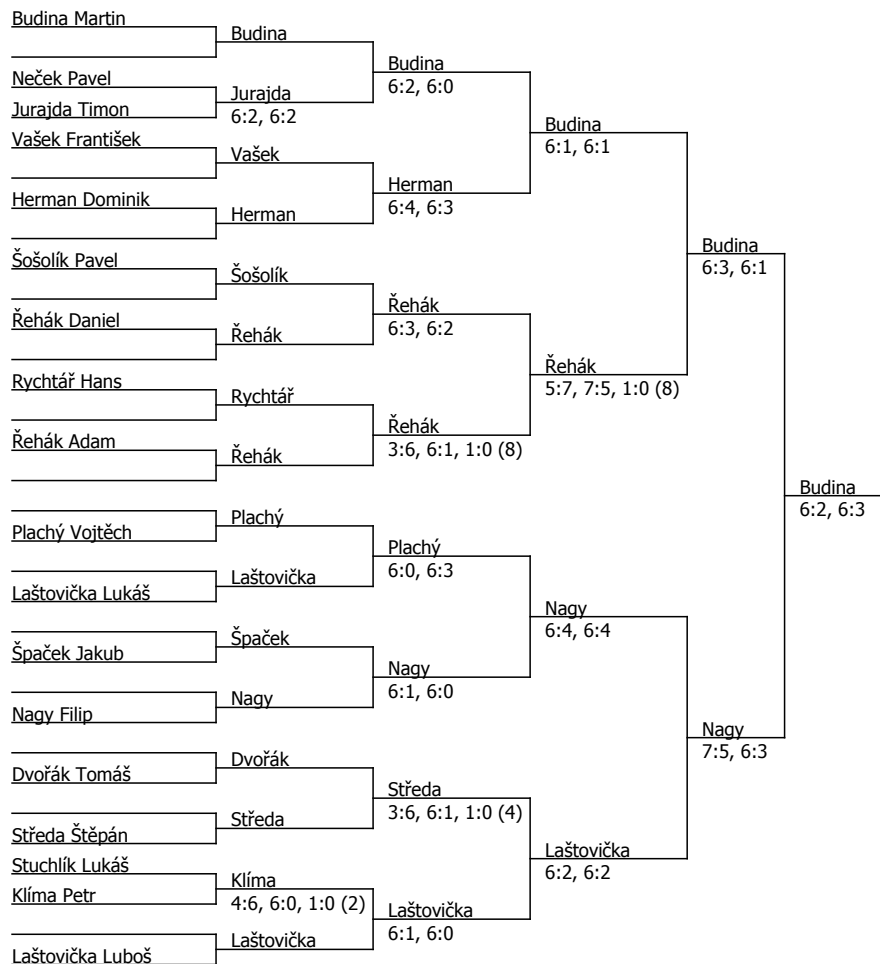 Budina Martin
Budina
Budina
6:2, 6:0
Neček Pavel
Jurajda
6:2, 6:2
Jurajda Timon
Budina
6:1, 6:1
Vašek František
Vašek
Herman
6:4, 6:3
Herman Dominik
Herman
Budina
6:3, 6:1
Šošolík Pavel
Šošolík
Řehák
6:3, 6:2
Řehák Daniel
Řehák
Řehák
5:7, 7:5, 1:0 (8)
Rychtář Hans
Rychtář
Řehák
3:6, 6:1, 1:0 (8)
Řehák Adam
Řehák
Budina
6:2, 6:3
Plachý Vojtěch
Plachý
Plachý
6:0, 6:3
Laštovička Lukáš
Laštovička
Nagy
6:4, 6:4
Špaček Jakub
Špaček
Nagy
6:1, 6:0
Nagy Filip
Nagy
Nagy
7:5, 6:3
Dvořák Tomáš
Dvořák
Středa
3:6, 6:1, 1:0 (4)
Středa Štěpán
Středa
Laštovička
6:2, 6:2
Stuchlík Lukáš
Klíma
4:6, 6:0, 1:0 (2)
Klíma Petr
Laštovička
6:1, 6:0
Laštovička Luboš
Laštovička